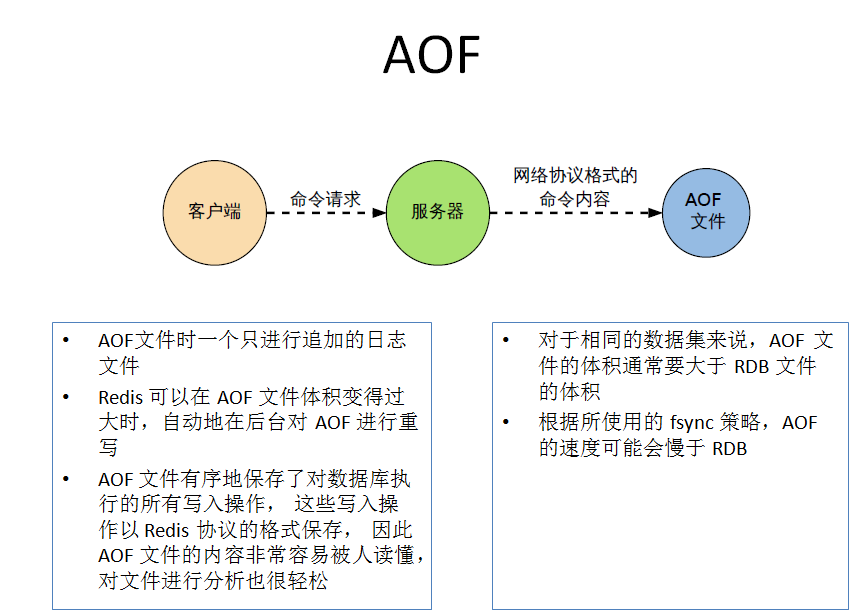 AOF
客户端
命令请求
服务器
网络协议格式的
命令内容
AOF
文件
• AOF文件时一个只进行追加的日志
文件
• Redis 可以在 AOF 文件体积变得过
大时，自动地在后台对 AOF 进行重
写
• AOF 文件有序地保存了对数据库执
行的所有写入操作， 这些写入操
作以 Redis 协议的格式保存， 因此
AOF 文件的内容非常容易被人读懂，
对文件进行分析也很轻松
• 对于相同的数据集来说，AOF 文
件的体积通常要大于 RDB 文件
的体积
• 根据所使用的 fsync 策略，AOF
的速度可能会慢于 RDB